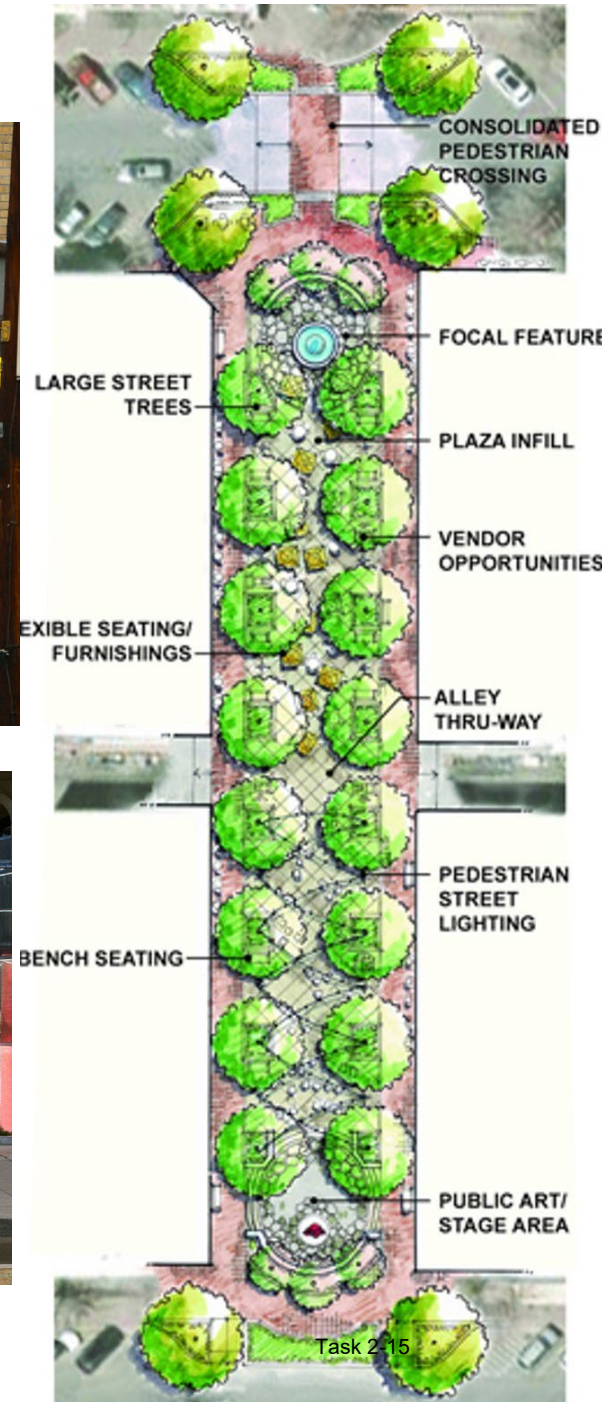 CONSOLIDATED
PEDESTRIAN
CROSSING
FOCAL FEATURE
LARGE STREET
TREES
PLAZA INFILL
VENDOR
OPPORTUNITIES
EXIBLE SEATING/
FURNISHINGS
ALLEY
THRU-WAY
PEDESTRIAN
STREET
LIGHTING
BENCH SEATING
PUBLIC ART/
STAGE AREA
Task 2-15